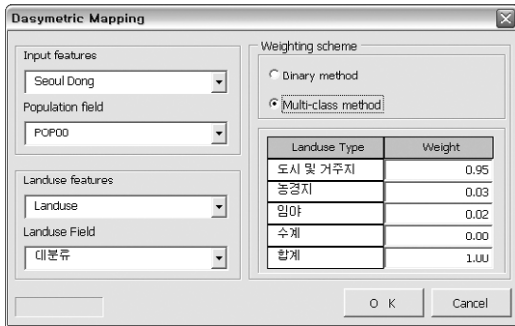 Dasymetric Mapping
Input features
Seoul Dong
Population field
POP00
Landuse features
Landuse
Landuse Field
대분류
Weighting scheme
Binary method
Multi-class method
Landuse Type Weight
도시 및 거주지 0.95
농경지 0.03
임야 0.02
수계 0.00
합계 1.00
O K Cancel